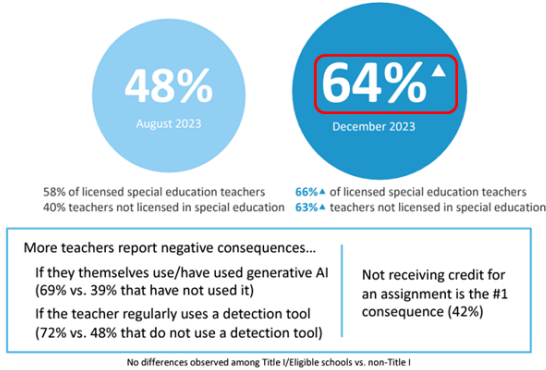 48%
August 2023
64%▲
December 2023
58% of licensed special education teachers
40% teachers not licensed in special education
66%▲ of licensed special education teachers
63%▲ teachers not licensed in special education
More teachers report negative consequences...
If they themselves use/have used generative AI
(69% vs. 39% that have not used it)
If the teacher regularly uses a detection tool
(72% vs. 48% that do not use a detection tool)
Not receiving credit for
an assignment is the #1
consequence (42%)
No differences observed among Title I/Eligible schools vs. non-Title I